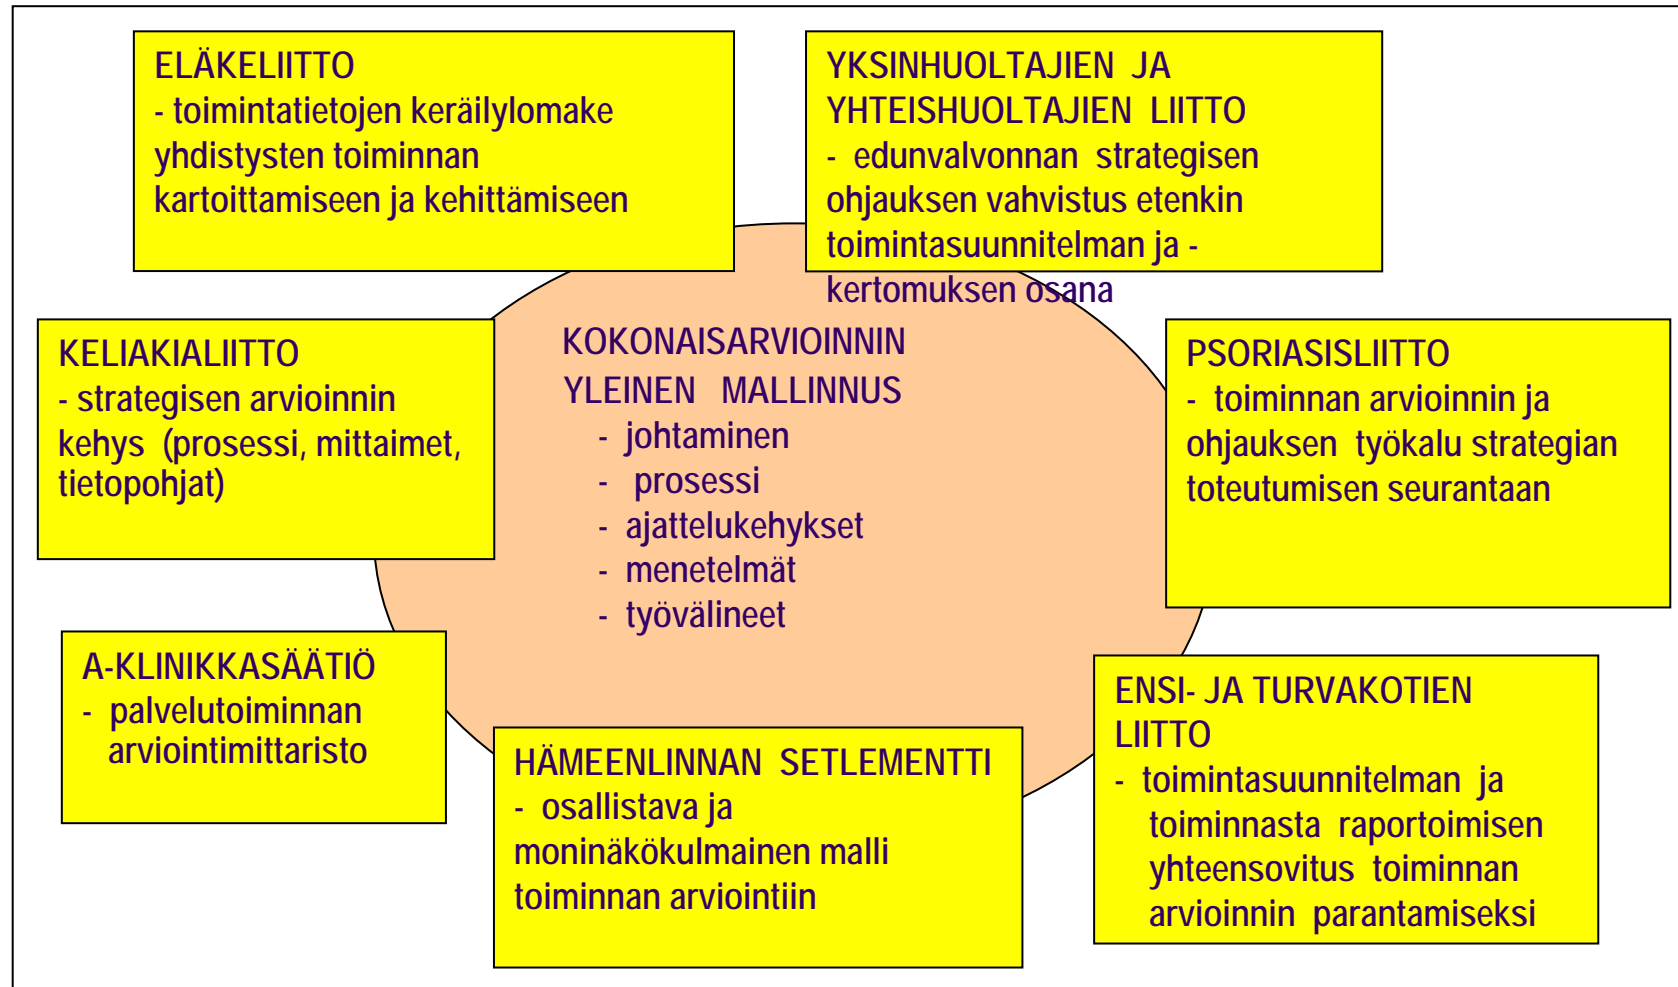 ELÄKELIITTO
- toimintatietojen keräilylomake
yhdistysten toiminnan
kartoittamiseen ja kehittämiseen
YKSINHUOLTAJIEN JA
YHTEISHUOLTAJIEN LIITTO
- edunvalvonnan strategisen
ohjauksen vahvistus etenkin
toimintasuunnitelman ja -
kertomuksen osana
KELIAKIALIITTO
- strategisen arvioinnin
kehys (prosessi, mittaimet,
tietopohjat)
KOKONAISARVIOINNIN
YLEINEN MALLINNUS
- johtaminen
- prosessi
- ajattelukehykset
- menetelmät
- työvälineet
PSORIASISLIITTO
- toiminnan arvioinnin ja
ohjauksen työkalu strategian
toteutumisen seurantaan
A-KLINIKKASÄÄTIÖ
- palvelutoiminnan
arviointimittaristo
HÄMEENLINNAN SETLEMENTTI
- osallistava ja
moninäkökulmainen malli
toiminnan arviointiin
ENSI- JA TURVAKOTIEN
LIITTO
- toimintasuunnitelman ja
toiminnasta raportoimisen
yhteensovitus toiminnan
arvioinnin parantamiseksi